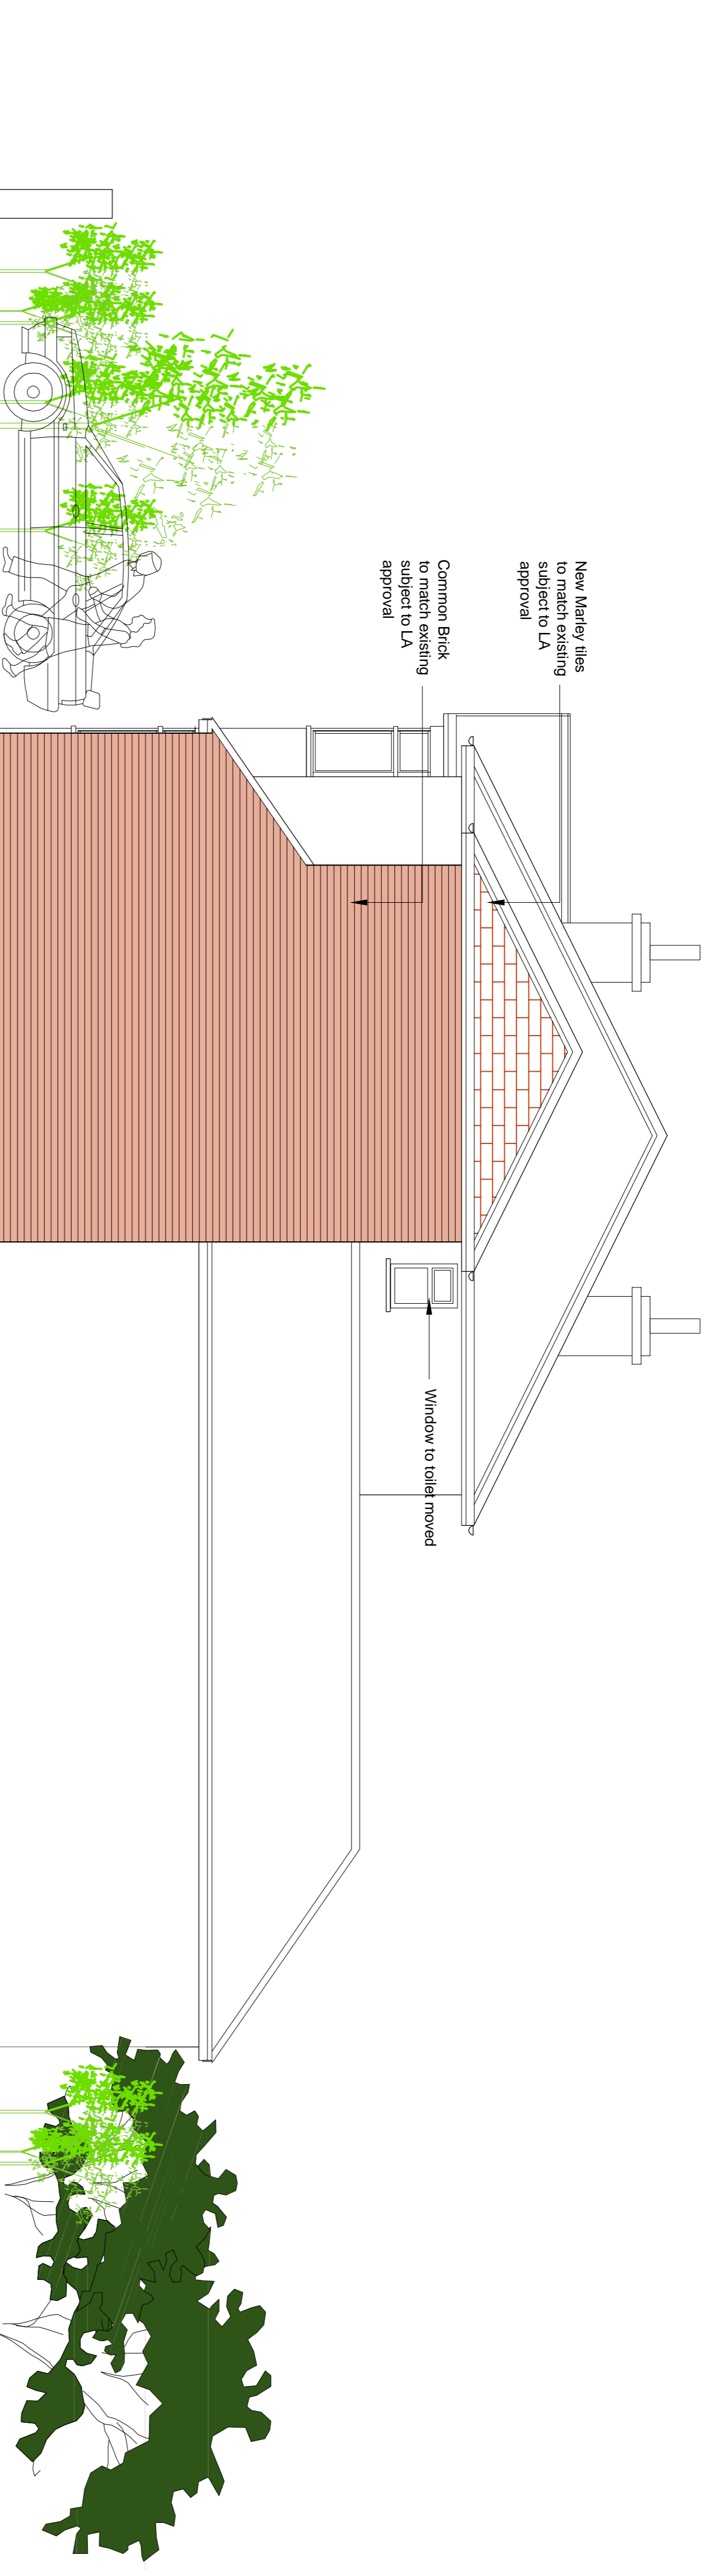 New Marley tiles
to match existing
subject to LA
approval
Common Brick
to match existing
subject to LA
approval
Window to toilet moved